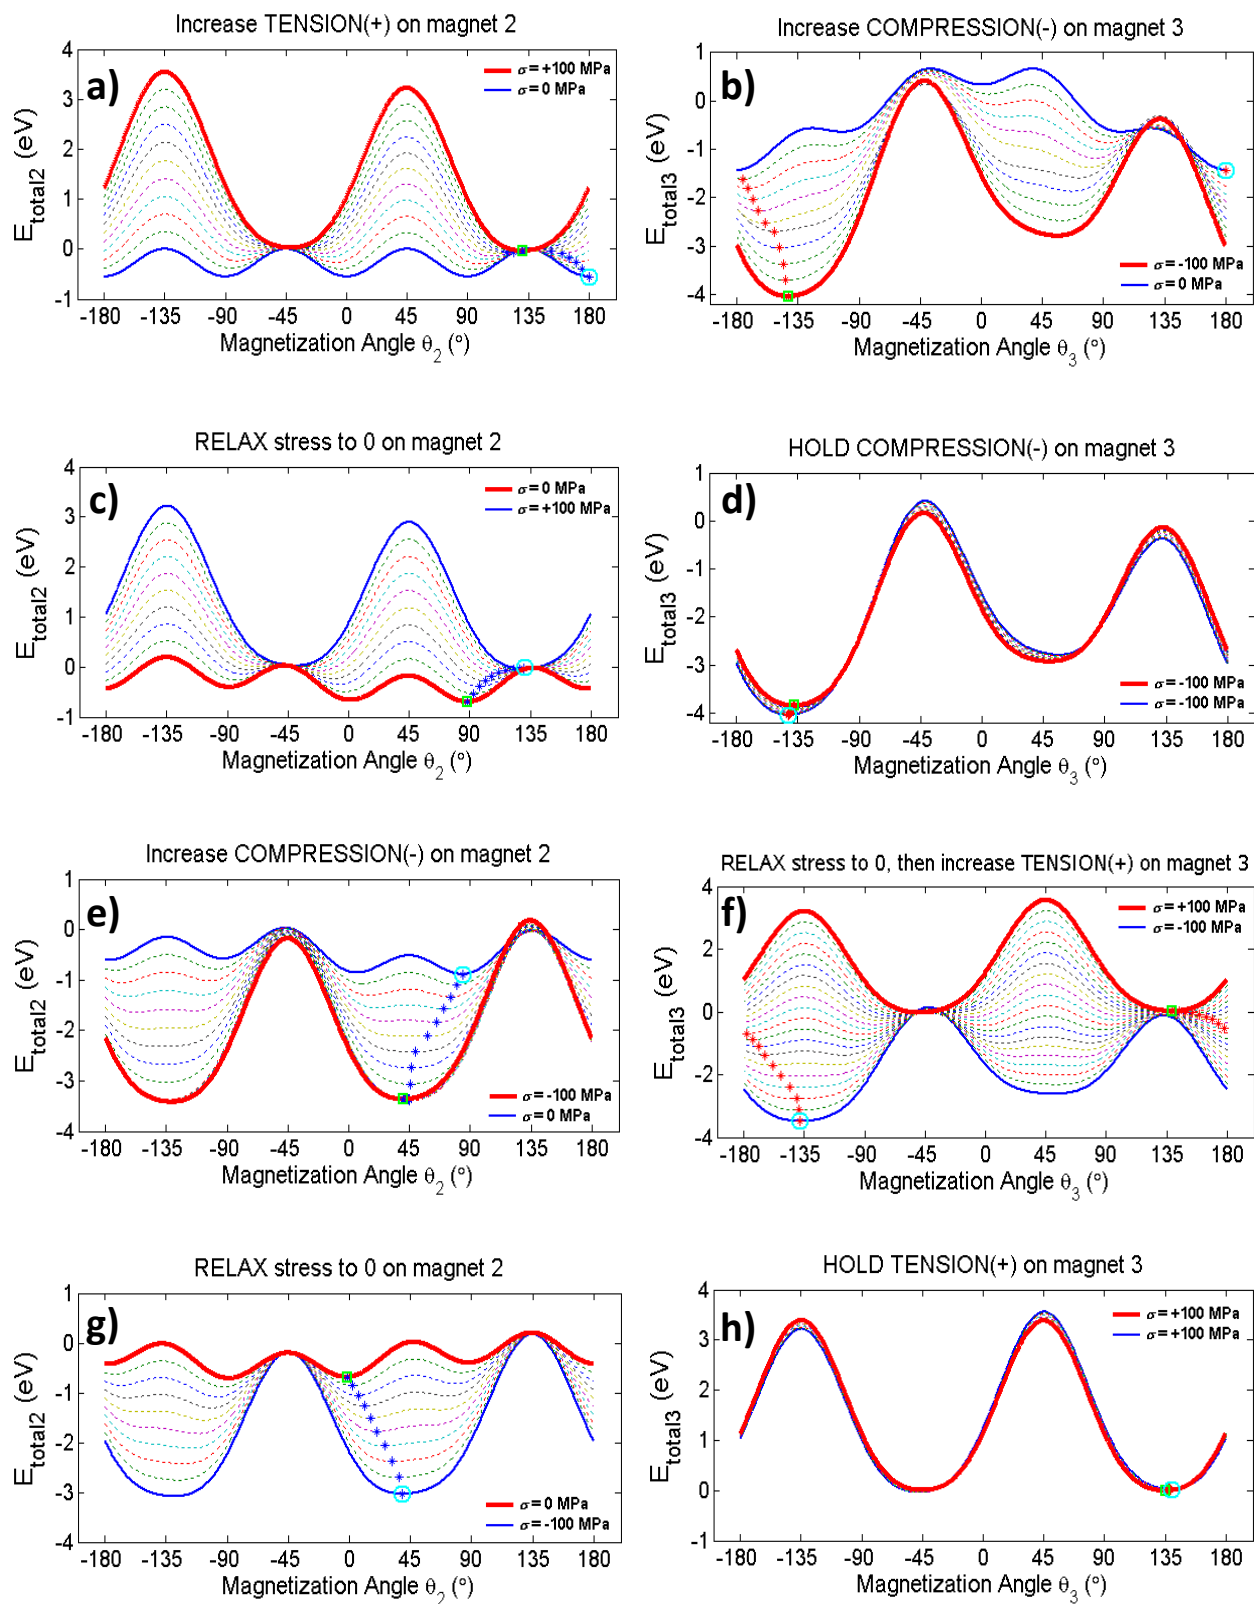 Increase TENSION(+) on magnet 2
a)
σ= +100 MPa
σ= 0 MPa
E_total2 (eV)
4
3
2
1
0
-1
-180 -135 -90 -45 0 45 90 135 180
Magnetization Angle θ_2 (°)
Increase COMPRESSION(-) on magnet 3
b)
E_total3 (eV)
1
0
-1
-2
-3
-4
σ= -100 MPa
σ= 0 MPa
-180 -135 -90 -45 0 45 90 135 180
Magnetization Angle θ_3 (°)
RELAX stress to 0 on magnet 2
c)
σ= 0 MPa
σ= +100 MPa
E_total2 (eV)
4
3
2
1
0
-1
-180 -135 -90 -45 0 45 90 135 180
Magnetization Angle θ_2 (°)
HOLD COMPRESSION(-) on magnet 3
d)
E_total3 (eV)
1
0
-1
-2
-3
-4
σ= -100 MPa
σ= -100 MPa
-180 -135 -90 -45 0 45 90 135 180
Magnetization Angle θ_3 (°)
Increase COMPRESSION(-) on magnet 2
e)
E_total2 (eV)
1
0
-1
-2
-3
-4
σ= -100 MPa
σ= 0 MPa
-180 -135 -90 -45 0 45 90 135 180
Magnetization Angle θ_2 (°)
RELAX stress to 0, then increase TENSION(+) on magnet 3
f)
σ= +100 MPa
σ= -100 MPa
E_total3 (eV)
4
2
0
-2
-4
-180 -135 -90 -45 0 45 90 135 180
Magnetization Angle θ_3 (°)
RELAX stress to 0 on magnet 2
g)
E_total2 (eV)
1
0
-1
-2
-3
-4
σ= 0 MPa
σ= -100 MPa
-180 -135 -90 -45 0 45 90 135 180
Magnetization Angle θ_2 (°)
HOLD TENSION(+) on magnet 3
h)
σ= +100 MPa
σ= +100 MPa
E_total3 (eV)
4
3
2
1
0
-1
-180 -135 -90 -45 0 45 90 135 180
Magnetization Angle θ_3 (°)